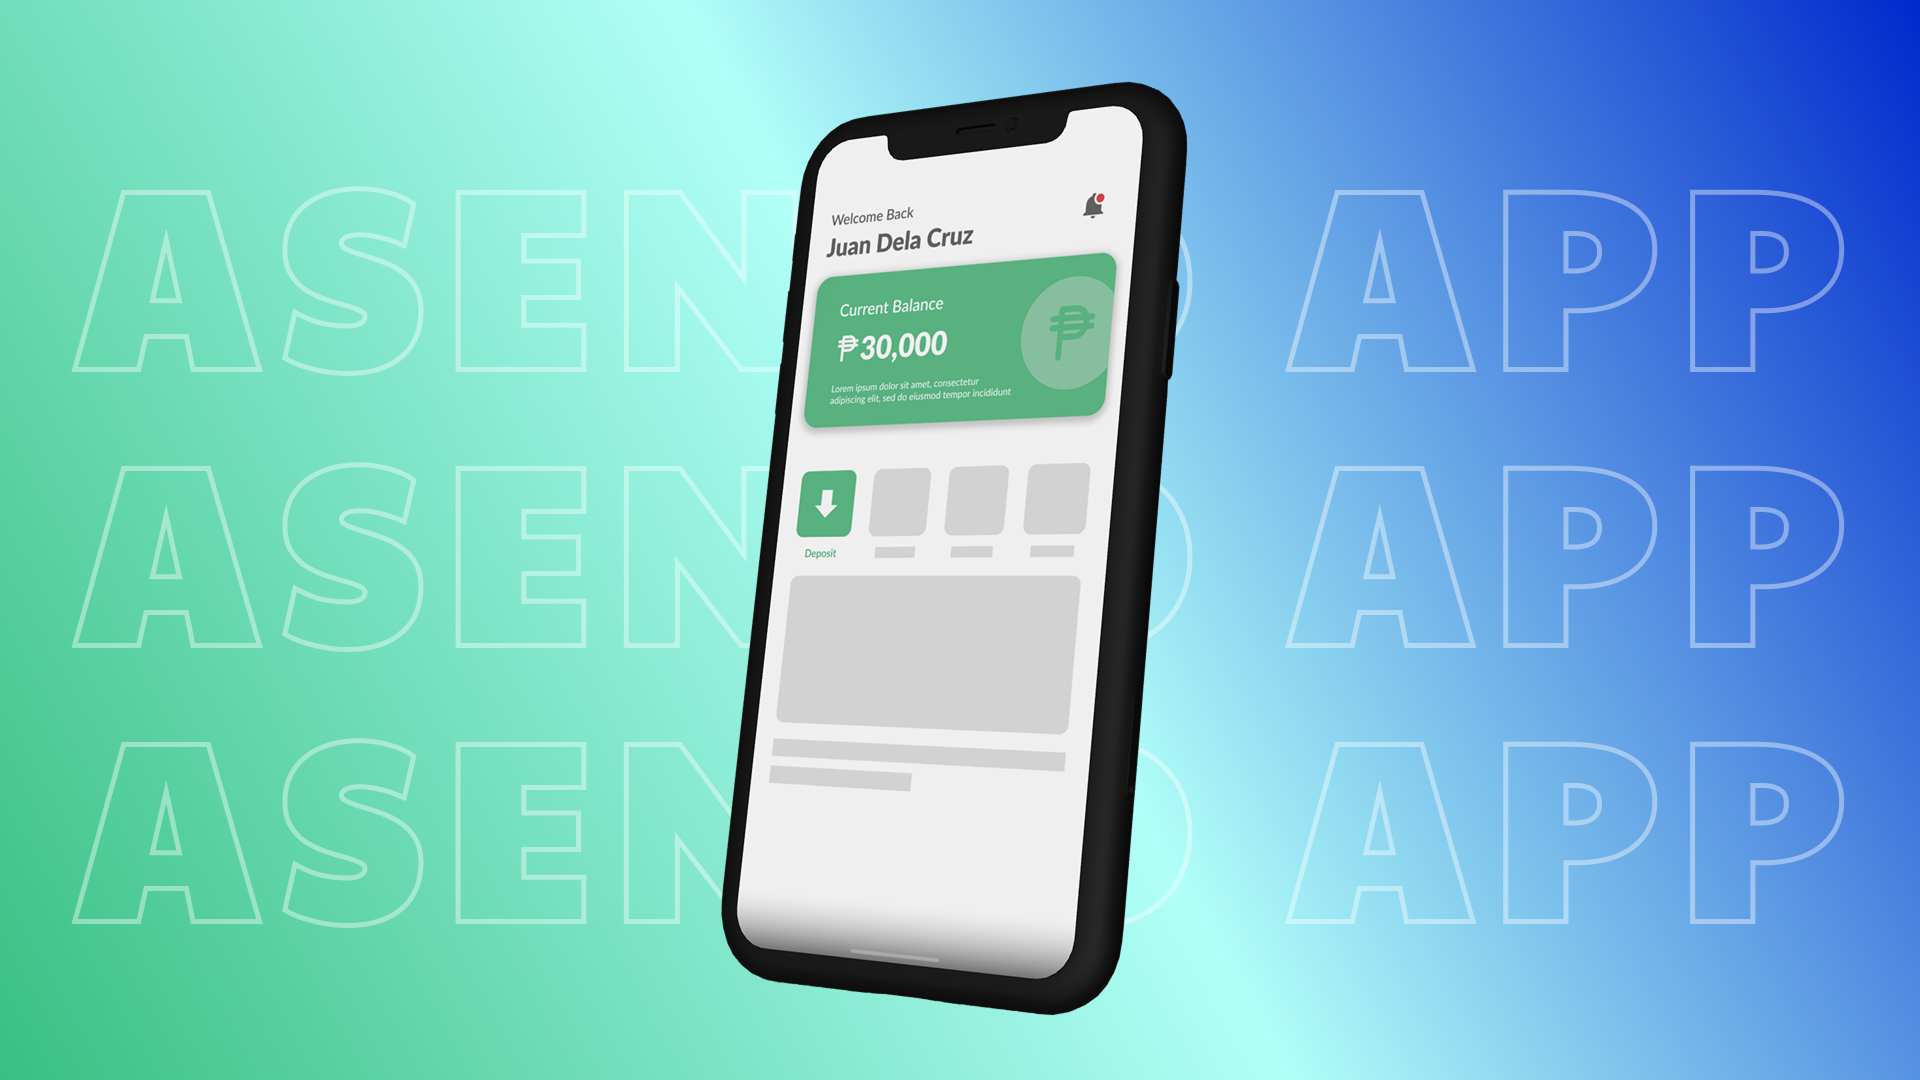 ASEN
APP
Welcome Back
Juan Dela Cruz
Current Balance
₱30,000
Lorem ipsum dolor sit amet, consectetur
adipiscing elit, sed do eiusmod tempor incididunt
ASEN
APP
Deposit
ASEN
APP